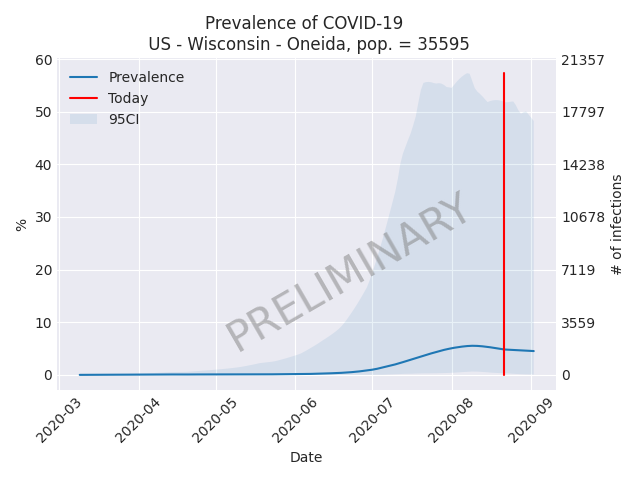 Prevalence of COVID-19
US - Wisconsin - Oneida, pop. = 35595
60
50
40
30
20
10
0
%
21357
17797
14238
10678
7119
3559
0
# of infections
Prevalence
Today
95CI
PRELIMINARY
2020-03
2020-04
2020-05
2020-06
2020-07
2020-08
2020-09
Date